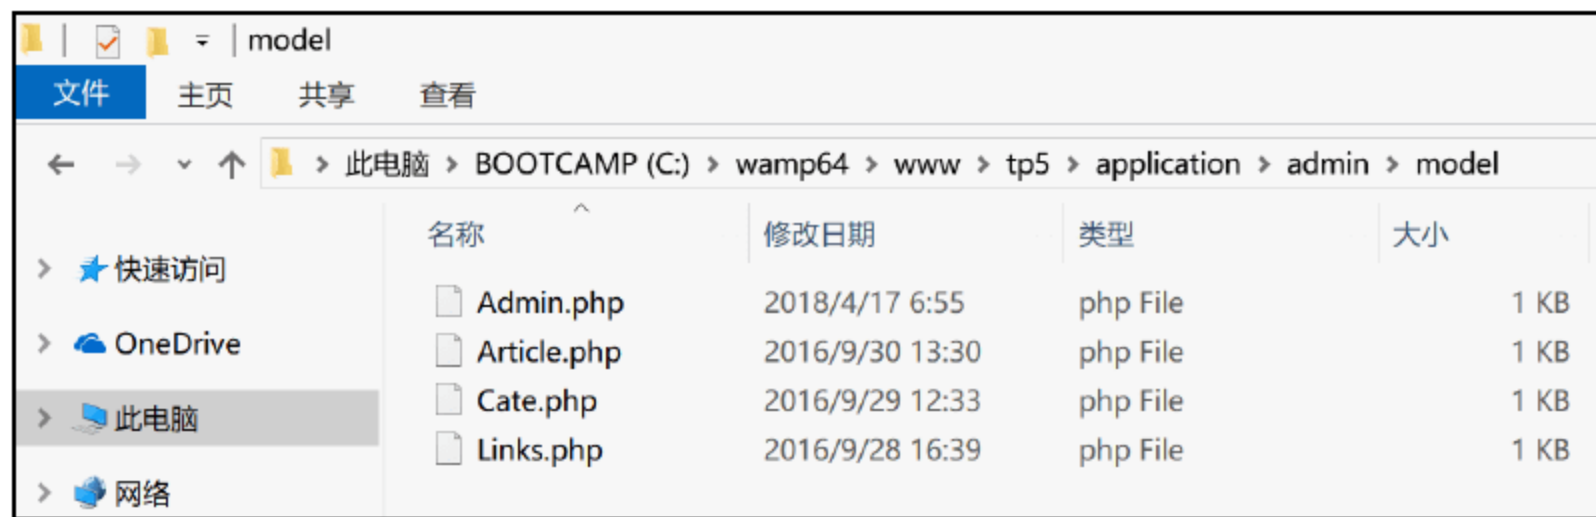 model
文件 主页 共享 查看
此电脑 > BOOTCAMP (C:) > wamp64 > www > tp5 > application > admin > model
名称 修改日期 类型 大小
快速访问
Admin.php 2018/4/17 6:55 php File 1 KB
OneDrive
Article.php 2016/9/30 13:30 php File 1 KB
此电脑
Cate.php 2016/9/29 12:33 php File 1 KB
Links.php 2016/9/28 16:39 php File 1 KB
网络